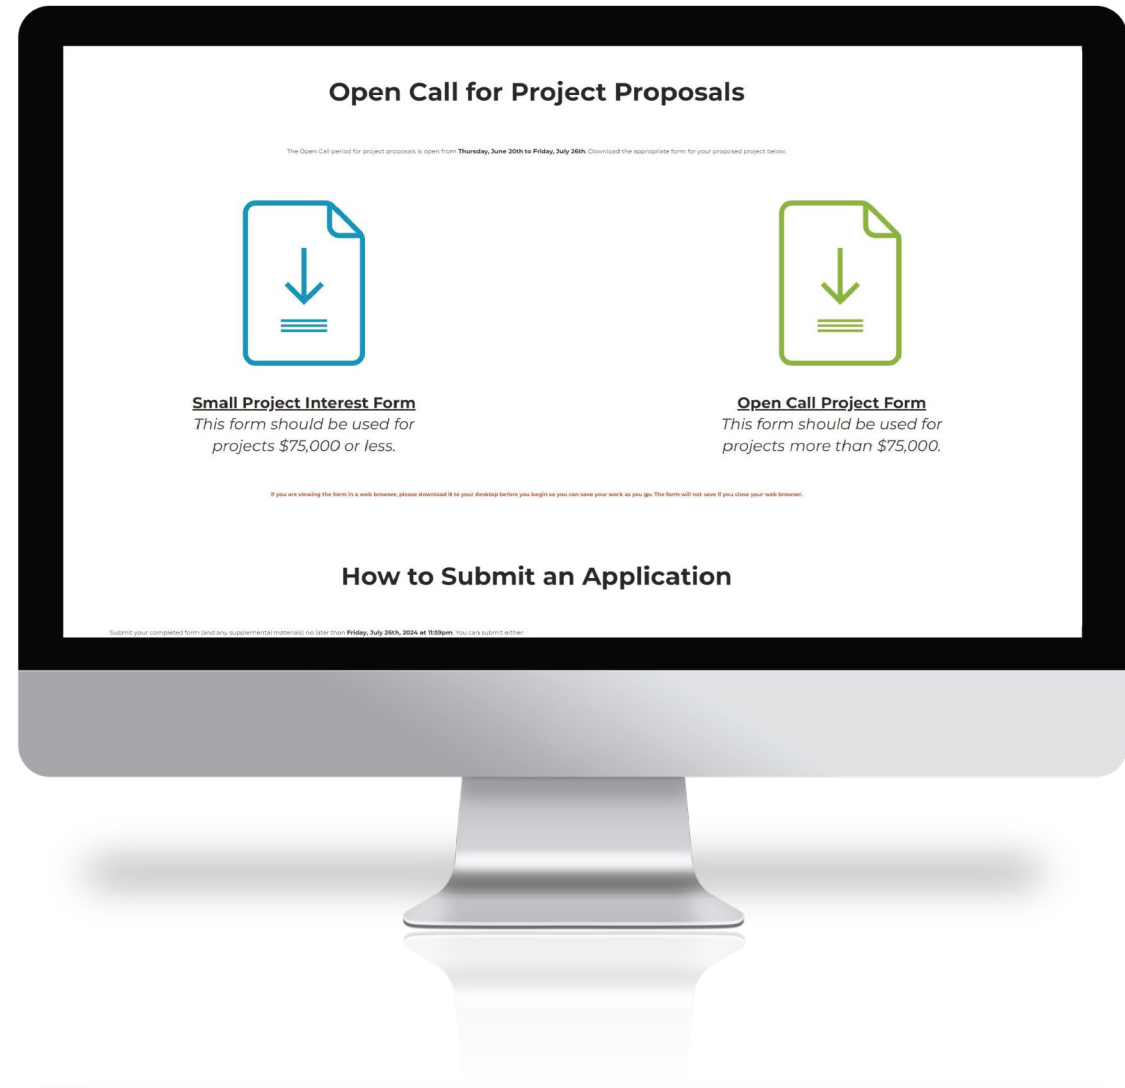 Open Call for Project Proposals
The Open Call period for project proposals is open from Thursday, June 20th to Friday, July 26th. Download the appropriate form for your proposed project below.
Small Project Interest Form
This form should be used for
projects $75,000 or less.
Open Call Project Form
This form should be used for
projects more than $75,000.
If you are viewing the form in a web browser, please download it to your desktop before you begin so you can save your work as you go. The form will not save if you close your web browser.
How to Submit an Application
Submit your completed form (and any supplemental materials) no later than Friday, July 26th, 2024 at 11:59pm. You can submit either: